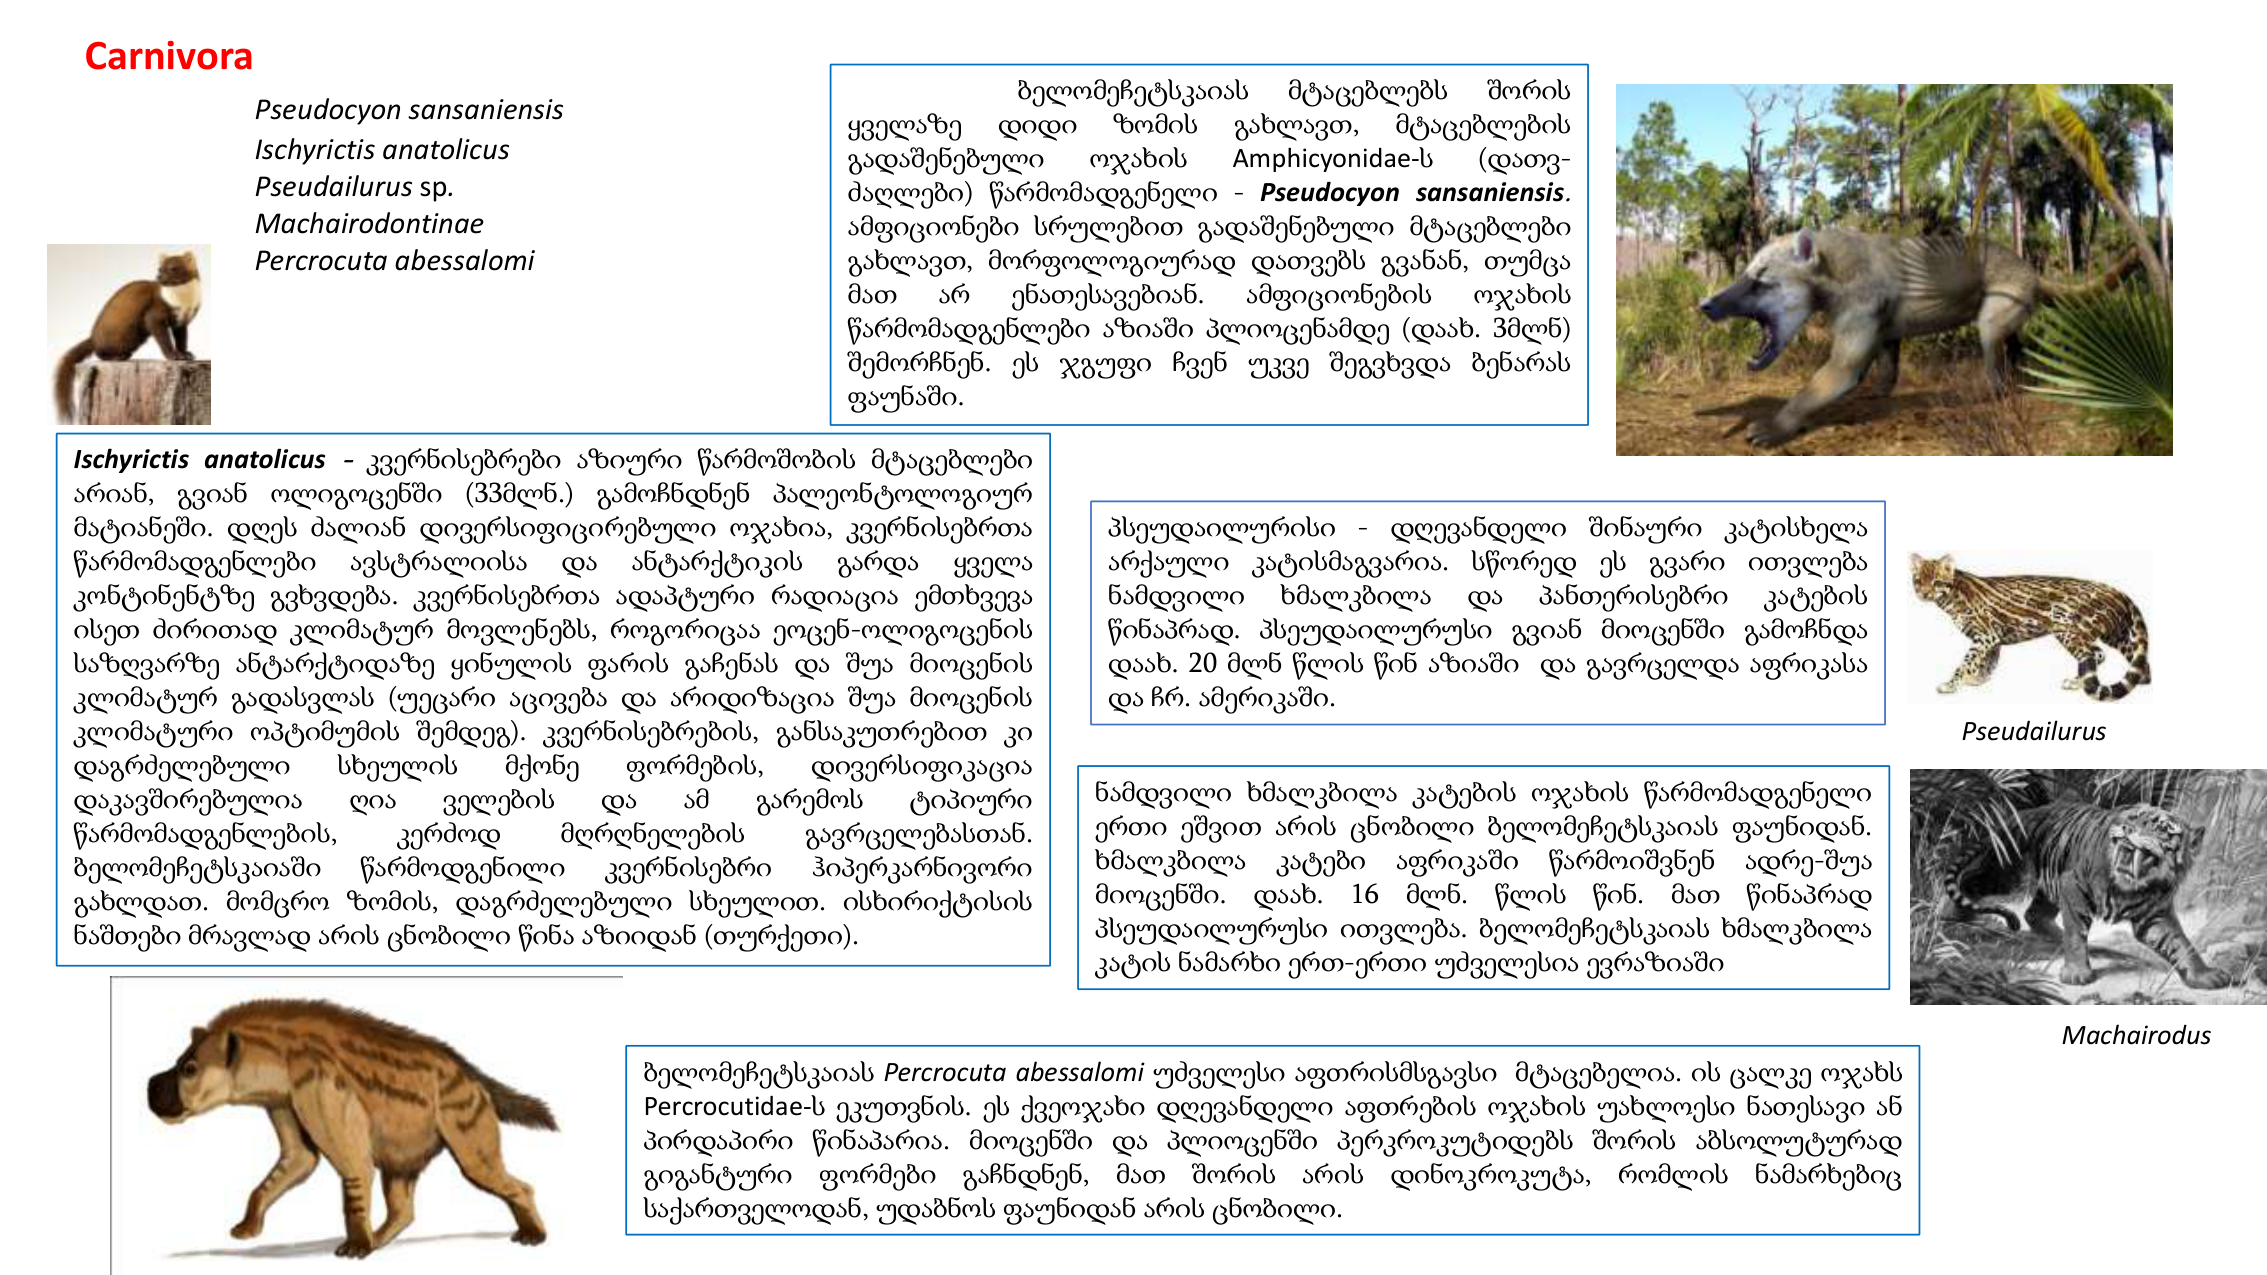 Carnivora
Pseudocyon sansaniensis
Ischyrictis anatolicus
Pseudailurus sp.
Machairodontinae
Percrocuta abessalomi
ბელომეჩეტსკაიას მტაცებლებს შორის
ყველაზე დიდი ზომის გახლავთ, მტაცებლების
გადაშენებული ოჯახის Amphicyonidae-ს (დათვ-
ძაღლები) წარმომადგენელი - Pseudocyon sansaniensis.
ამფიციონები სრულებით გადაშენებული მტაცებლები
გახლავთ, მორფოლოგიურად დათვებს გვანან, თუმცა
მათ არ ენათესავებიან. ამფიციონების ოჯახის
წარმომადგენლები აზიაში პლიოცენამდე (დაახ. 3მლნ)
შემორჩნენ. ეს ჯგუფი ჩვენ უკვე შეგვხვდა ბენარას
ფაუნაში.
Ischyrictis anatolicus - კვერნისებრები აზიური წარმოშობის მტაცებლები
არიან, გვიან ოლიგოცენში (33მლნ.) გამოჩნდნენ პალეონტოლოგიურ
მატიანეში. დღეს ძალიან დივერსიფიცირებული ოჯახია, კვერნისებრთა
წარმომადგენლები ავსტრალიისა და ანტარქტიკის გარდა ყველა
კონტინენტზე გვხვდება. კვერნისებრთა ადაპტური რადიაცია ემთხვევა
ისეთ ძირითად კლიმატურ მოვლენებს, როგორიცაა ეოცენ-ოლიგოცენის
საზღვარზე ანტარქტიდაზე ყინულის ფარის გაჩენას და შუა მიოცენის
კლიმატურ გადასვლას (უეცარი აცივება და არიდიზაცია შუა მიოცენის
კლიმატური ოპტიმუმის შემდეგ). კვერნისებრების, განსაკუთრებით კი
დაგრძელებული სხეულის მქონე ფორმების, დივერსიფიკაცია
დაკავშირებულია ღია ველების და ამ გარემოს ტიპიური
წარმომადგენლების, კერძოდ მღრღნელების გავრცელებასთან.
ბელომეჩეტსკაიაში წარმოდგენილი კვერნისებრი ჰიპერკარნივორი
გახლდათ. მომცრო ზომის, დაგრძელებული სხეულით. ისხირიქტისის
ნაშთები მრავლად არის ცნობილი წინა აზიიდან (თურქეთი).
პსეუდაილურისი - დღევანდელი შინაური კატისხელა
არქაული კატისმაგვარია. სწორედ ეს გვარი ითვლება
ნამდვილი ხმალკბილა და პანთერისებრი კატების
წინაპრად. პსეუდაილურუსი გვიან მიოცენში გამოჩნდა
დაახ. 20 მლნ წლის წინ აზიაში და გავრცელდა აფრიკასა
და ჩრ. ამერიკაში.
Pseudailurus
ნამდვილი ხმალკბილა კატების ოჯახის წარმომადგენელი
ერთი ეშვით არის ცნობილი ბელომეჩეტსკაიას ფაუნიდან.
ხმალკბილა კატები აფრიკაში წარმოიშვნენ ადრე-შუა
მიოცენში. დაახ. 16 მლნ. წლის წინ. მათ წინაპრად
პსეუდაილურუსი ითვლება. ბელომეჩეტსკაიას ხმალკბილა
კატის ნამარხი ერთ-ერთი უძველესია ევრაზიაში
Machairodus
ბელომეჩეტსკაიას Percrocuta abessalomi უძველესი აფთრისმსგავსი მტაცებელია. ის ცალკე ოჯახს
Percrocutidae-ს ეკუთვნის. ეს ქვეოჯახი დღევანდელი აფთრების ოჯახის უახლოესი ნათესავი ან
პირდაპირი წინაპარია. მიოცენში და პლიოცენში პერკროკუტიდებს შორის აბსოლუტურად
გიგანტური ფორმები გაჩნდნენ, მათ შორის არის დინოკროკუტა, რომლის ნამარხებიც
საქართველოდან, უდაბნოს ფაუნიდან არის ცნობილი.